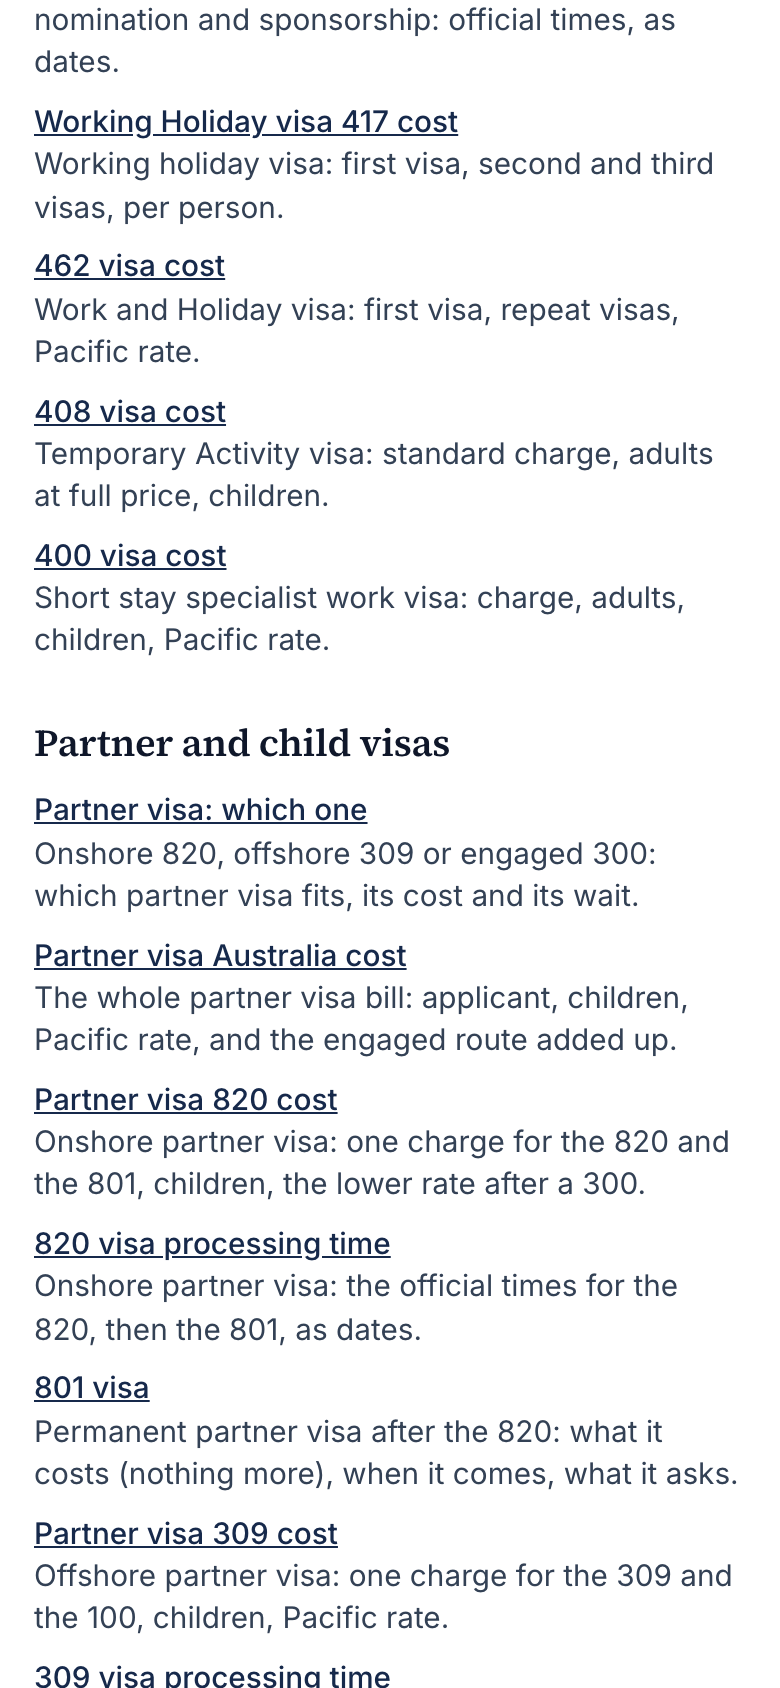 nomination and sponsorship: official times, as
dates.
Working Holiday visa 417 cost
Working holiday visa: first visa, second and third
visas, per person.
462 visa cost
Work and Holiday visa: first visa, repeat visas,
Pacific rate.
408 visa cost
Temporary Activity visa: standard charge, adults
at full price, children.
400 visa cost
Short stay specialist work visa: charge, adults,
children, Pacific rate.
Partner and child visas
Partner visa: which one
Onshore 820, offshore 309 or engaged 300:
which partner visa fits, its cost and its wait.
Partner visa Australia cost
The whole partner visa bill: applicant, children,
Pacific rate, and the engaged route added up.
Partner visa 820 cost
Onshore partner visa: one charge for the 820 and
the 801, children, the lower rate after a 300.
820 visa processing time
Onshore partner visa: the official times for the
820, then the 801, as dates.
801 visa
Permanent partner visa after the 820: what it
costs (nothing more), when it comes, what it asks.
Partner visa 309 cost
Offshore partner visa: one charge for the 309 and
the 100, children, Pacific rate.
309 visa processing time